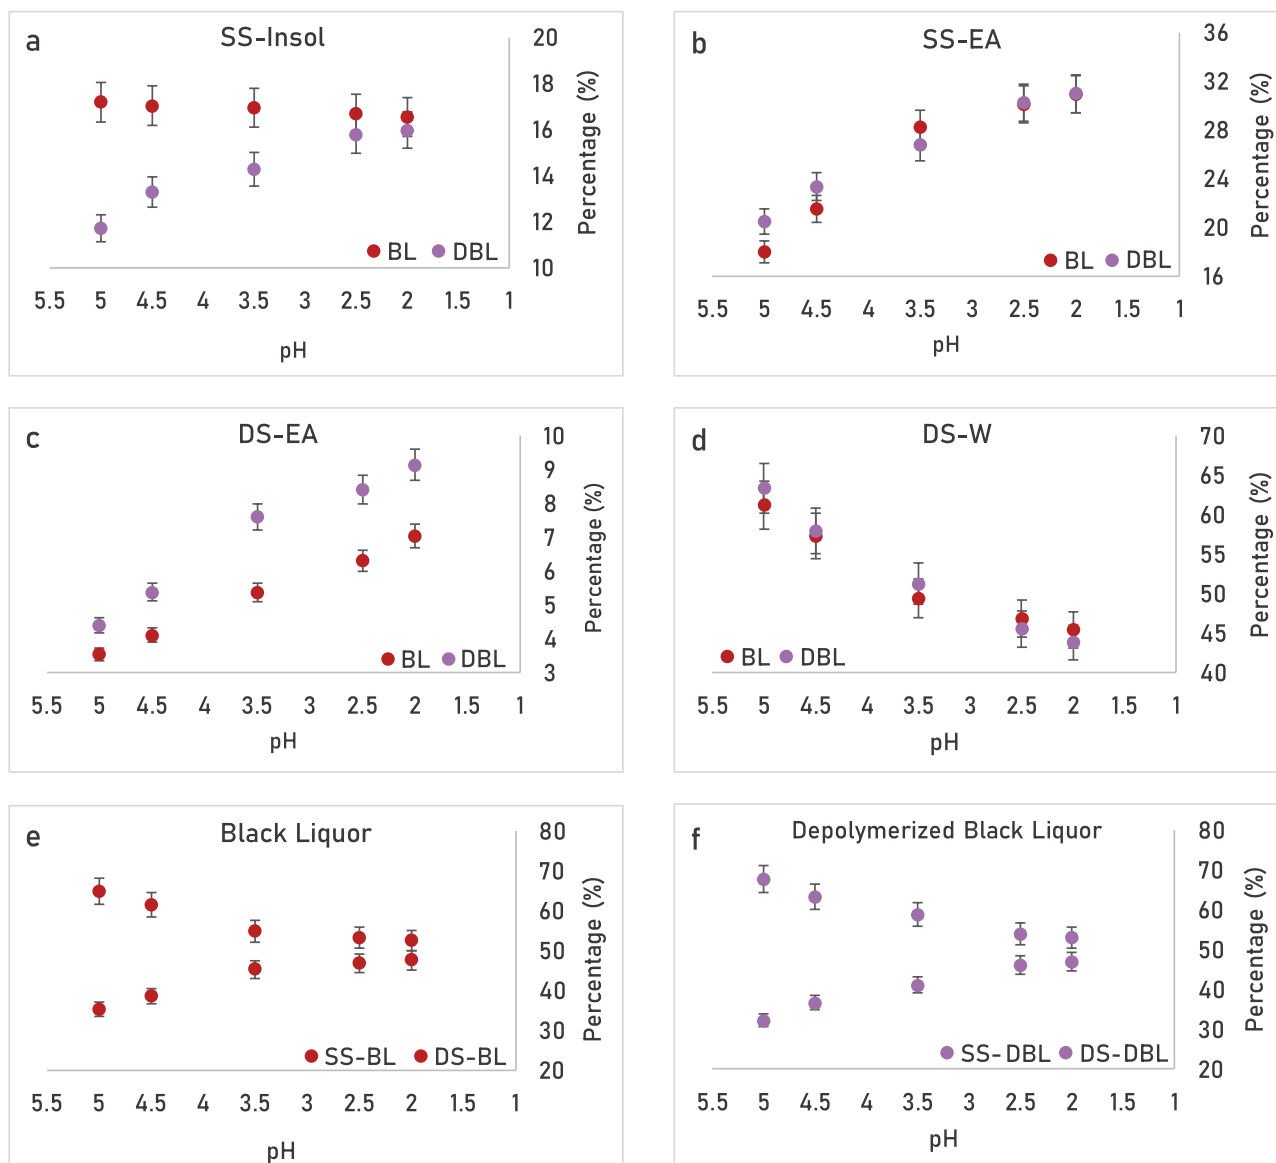 a
SS-Insol
20
18
16
14
12
10
Percentage (%)
BL DBL
5.5 5 4.5 4 3.5 3 2.5 2 1.5 1
pH
b
SS-EA
36
32
28
24
20
16
Percentage (%)
BL DBL
5.5 5 4.5 4 3.5 3 2.5 2 1.5 1
pH
c
DS-EA
10
9
8
7
6
5
4
3
Percentage (%)
BL DBL
5.5 5 4.5 4 3.5 3 2.5 2 1.5 1
pH
d
DS-W
70
65
60
55
50
45
40
Percentage (%)
BL DBL
5.5 5 4.5 4 3.5 3 2.5 2 1.5 1
pH
e
Black Liquor
80
70
60
50
40
30
20
Percentage (%)
SS-BL DS-BL
5.5 5 4.5 4 3.5 3 2.5 2 1.5 1
pH
f
Depolymerized Black Liquor
80
70
60
50
40
30
20
Percentage (%)
SS-DBL DS-DBL
5.5 5 4.5 4 3.5 3 2.5 2 1.5 1
pH